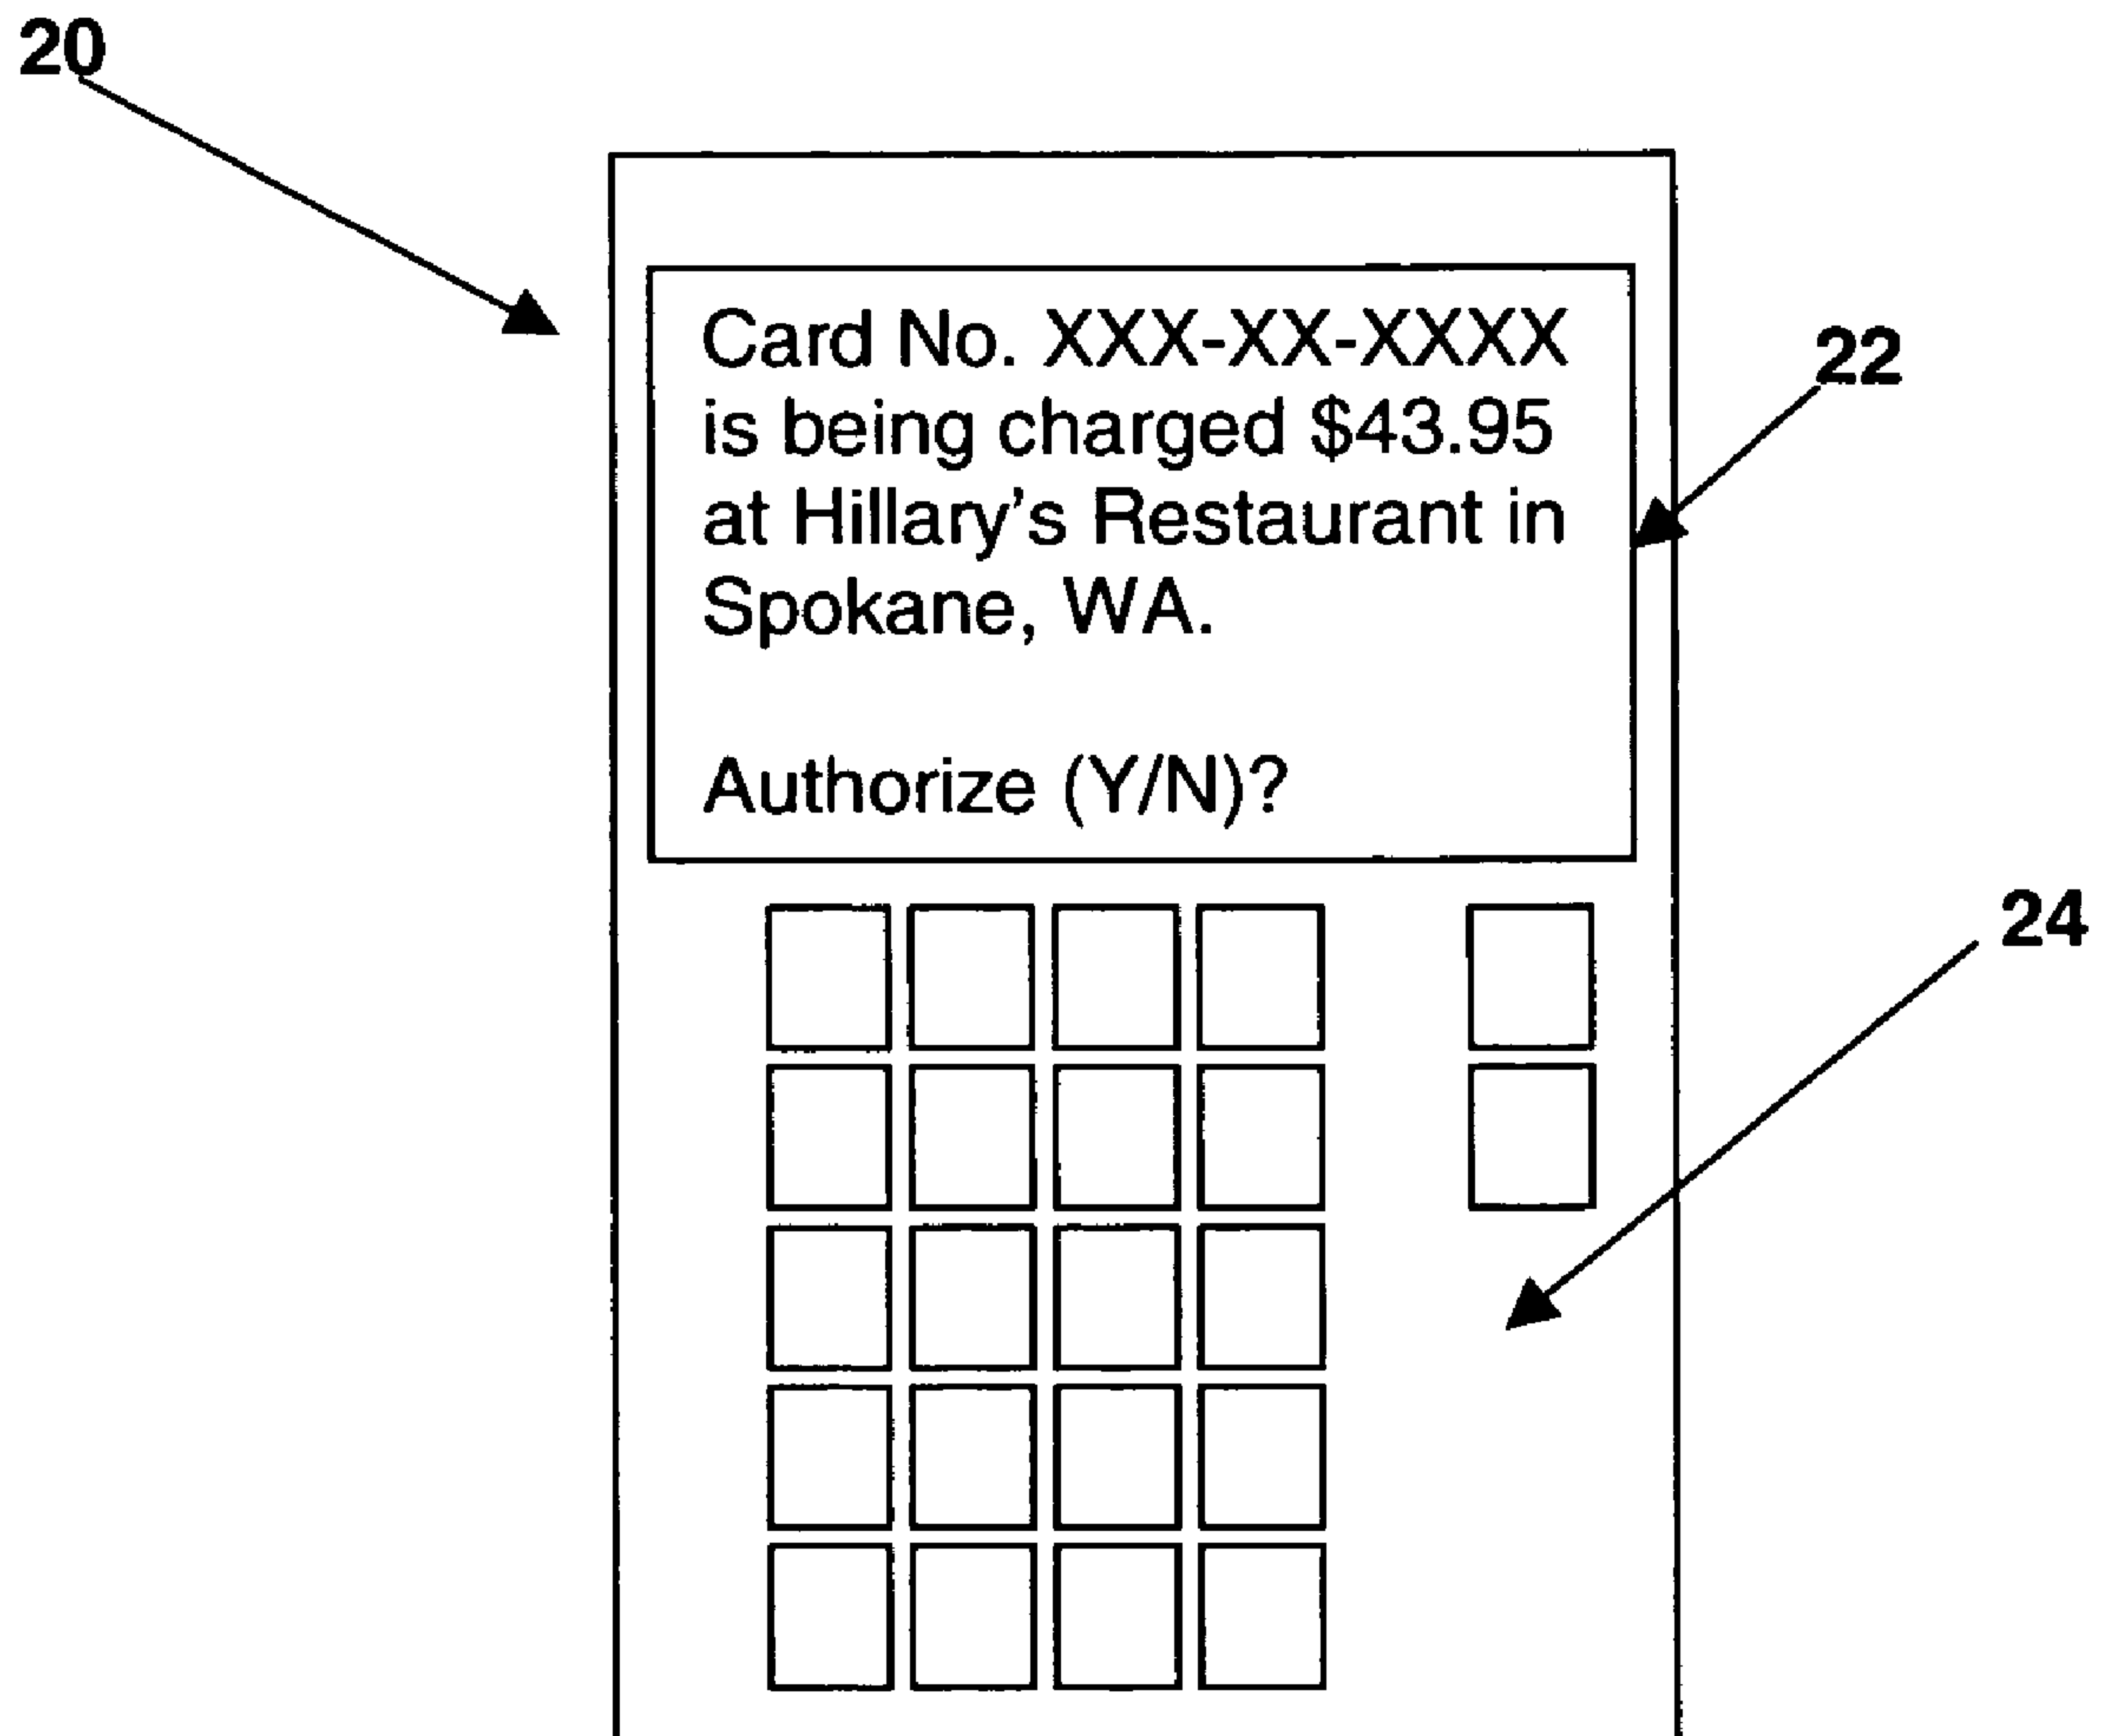 20
Card No. XXX-XX-XXXX
is being charged $43.95
at Hillary's Restaurant in
Spokane, WA.
Authorize (Y/N)?
22
24